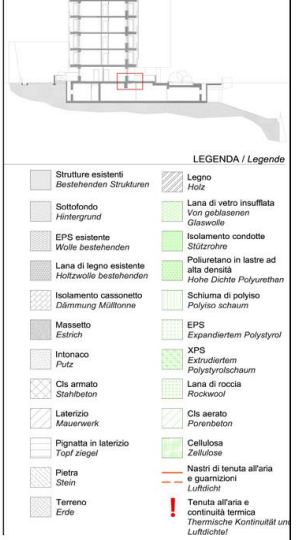 LEGENDA / Legende
Strutture esistenti
Bestehenden Strukturen
Sottofondo
Hintergrund
EPS esistente
Wolle bestehenden
Lana di legno esistente
Holtzwolle bestehenden
Isolamento cassonetto
Dämmung Mülltonne
Massetto
Estrich
Intonaco
Putz
Cls armato
Stahlbeton
Laterizio
Mauerwerk
Pignatta in laterizio
Topf ziegel
Pietra
Stein
Terreno
Erde
Legno
Holz
Lana di vetro insufflata
Von geblasenen
Glaswolle
Isolamento condotte
Stützrohre
Poliuretano in lastre ad
alta densità
Hohe Dichte Polyurethan
Schiuma di polyiso
Polyiso schaum
EPS
Expandiertem Polystyrol
XPS
Extrudiertem
Polystyrolschaum
Lana di roccia
Rockwool
Cls aerato
Porenbeton
Cellulosa
Zellulose
Nastri di tenuta all'aria
e guarnizioni
Luftdicht
Tenuta all'aria e
continuità termica
Thermische Kontinuität und
Luftdichte!